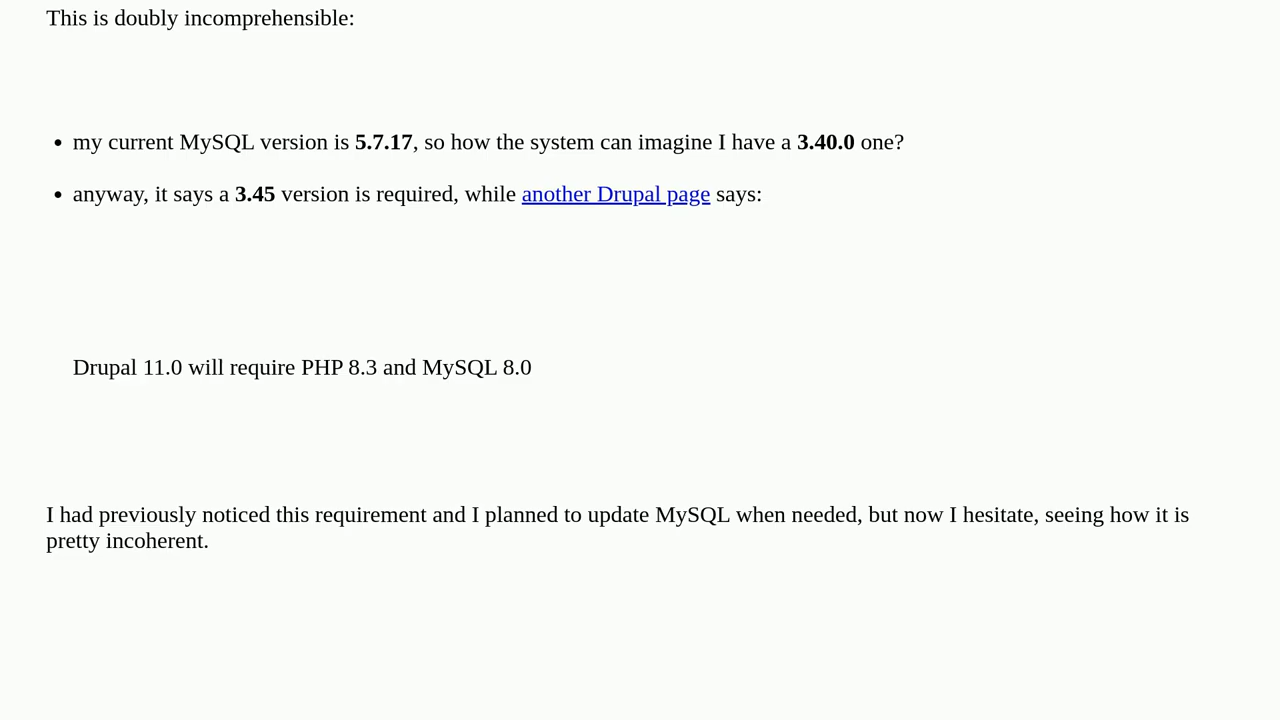 This is doubly incomprehensible:
• my current MySQL version is 5.7.17, so how the system can imagine I have a 3.40.0 one?
• anyway, it says a 3.45 version is required, while another Drupal page says:
Drupal 11.0 will require PHP 8.3 and MySQL 8.0
I had previously noticed this requirement and I planned to update MySQL when needed, but now I hesitate, seeing how it is
pretty incoherent.